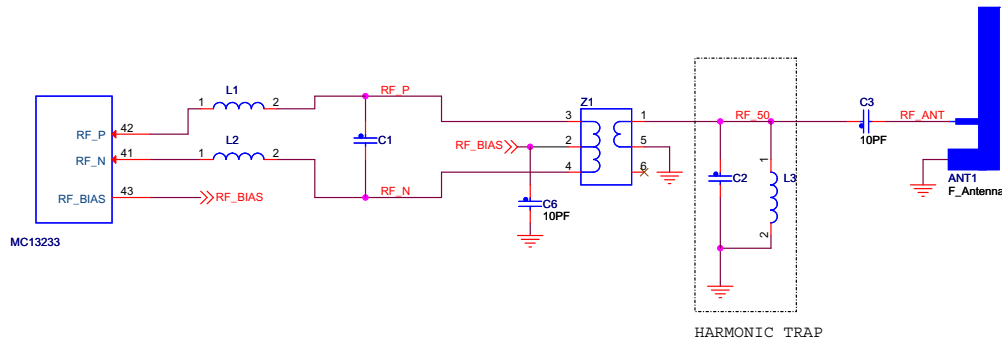 L1
1 2
RF_P
42
RF_P
L2
41
RF_N
1 2
RF_N
43
RF_BIAS
RF_BIAS
MC13233
C1
RF_BIAS
C6
10PF
Z1
3 1
2 5
4 6
RF_50
C2
1
L3
2
HARMONIC TRAP
C3
10PF
RF_ANT
ANT1
F_Antenna